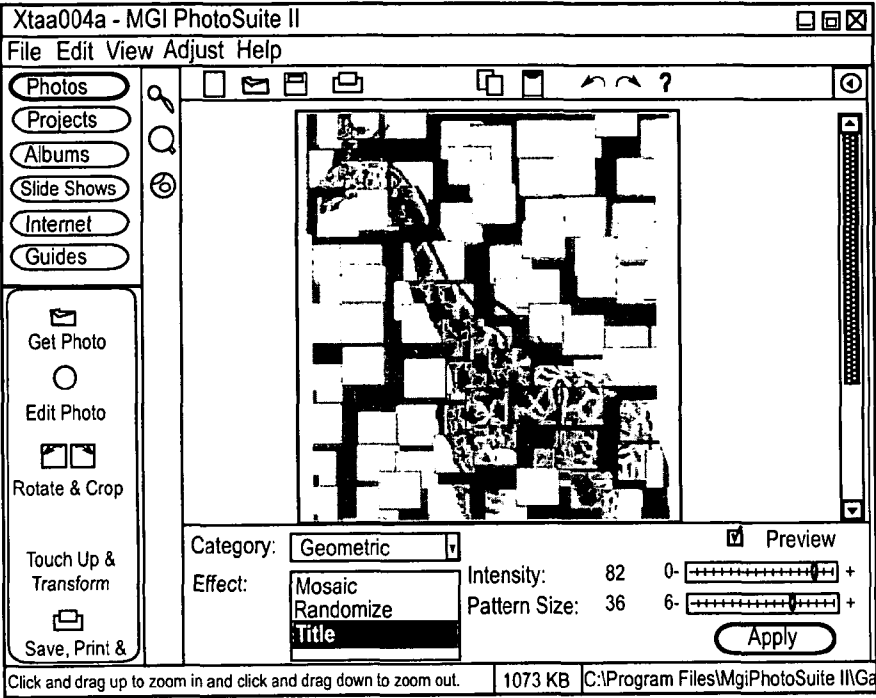 Xtaa004a - MGI PhotoSuite II
File Edit View Adjust Help
?
Photos
Projects
Albums
Slide Shows
Internet
Guides
Get Photo
Edit Photo
Rotate & Crop
Touch Up &
Transform
Save, Print &
Category: Geometric
Effect:
Mosaic
Randomize
Title
Preview
Intensity: 82 0- +
Pattern Size: 36 6- +
Apply
Click and drag up to zoom in and click and drag down to zoom out.
1073 KB
C:\Program Files\MgiPhotoSuite II\Ga